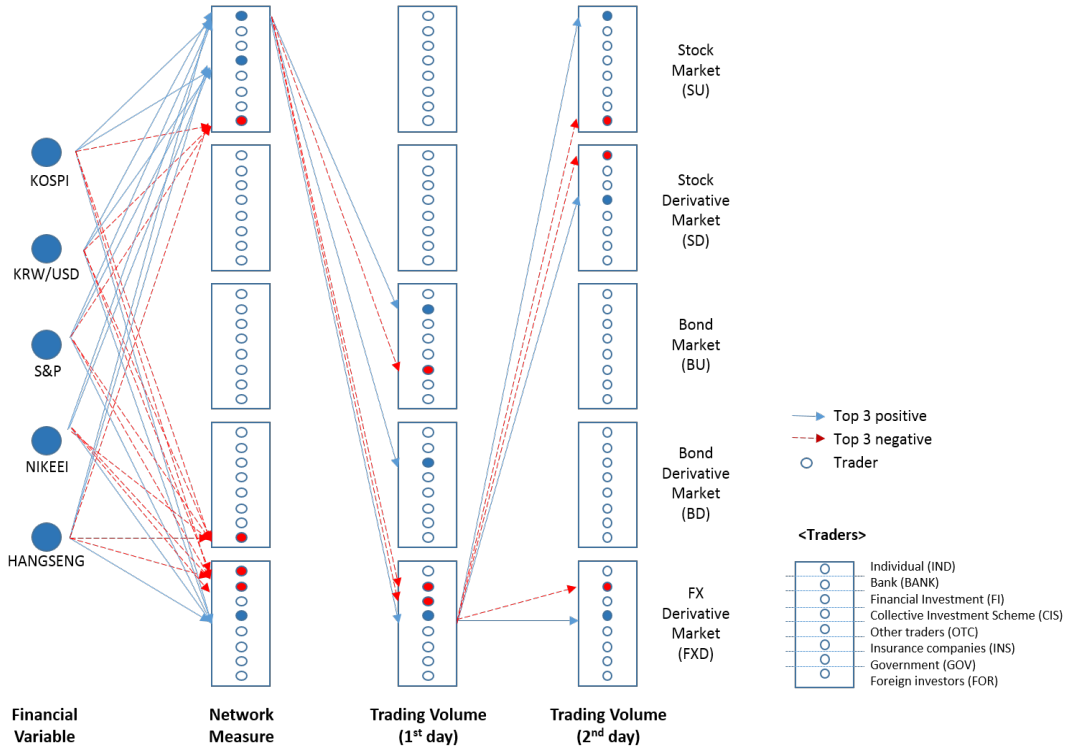 KOSPI
KRW/USD
S&P
NIKEEI
HANGSENG
Stock
Market
(SU)
Stock
Derivative
Market
(SD)
Bond
Market
(BU)
Bond
Derivative
Market
(BD)
FX
Derivative
Market
(FXD)
Top 3 positive
Top 3 negative
Trader
<Traders>
Individual (IND)
Bank (BANK)
Financial Investment (FI)
Collective Investment Scheme (CIS)
Other traders (OTC)
Insurance companies (INS)
Government (GOV)
Foreign investors (FOR)
Financial
Variable
Network
Measure
Trading Volume
(1st day)
Trading Volume
(2nd day)